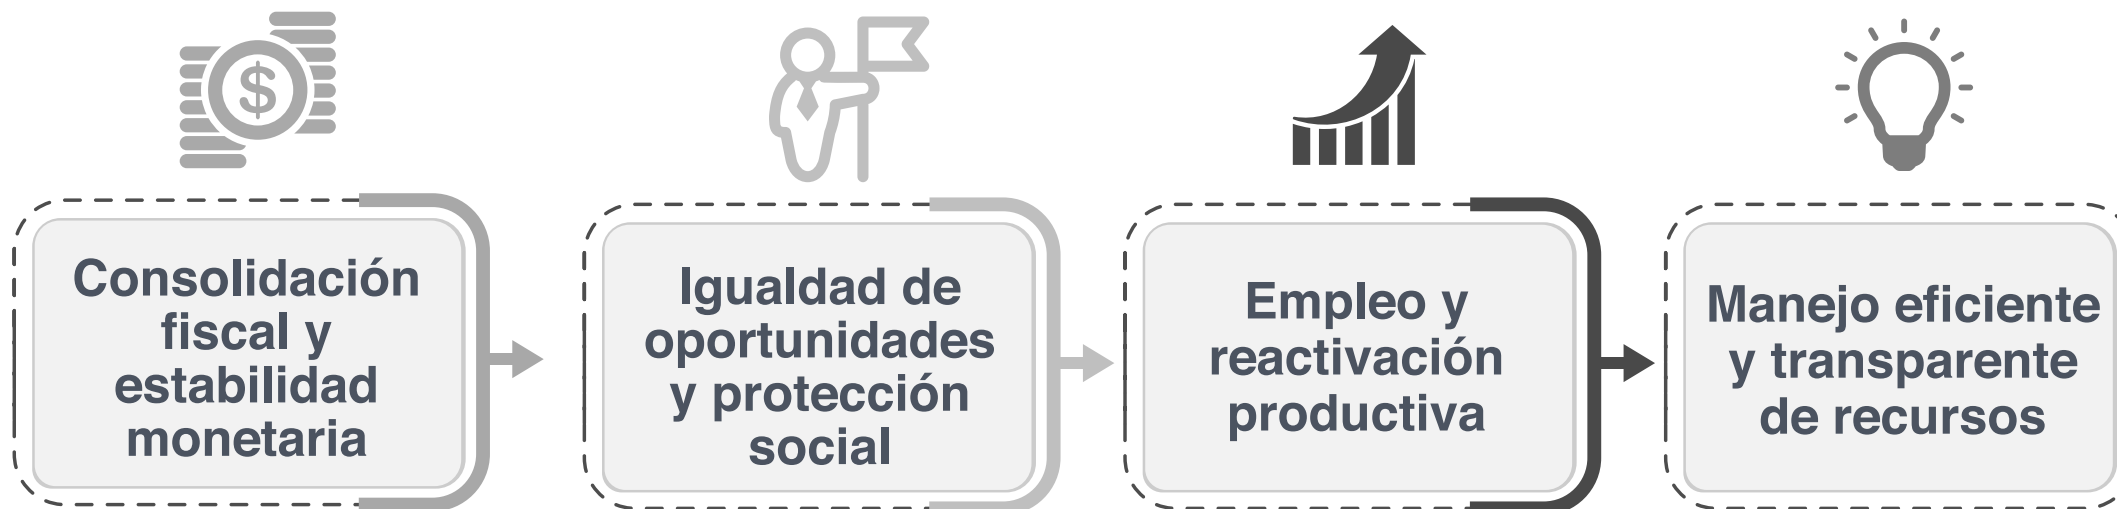 $
Consolidación
fiscal y
estabilidad
monetaria
Igualdad de
oportunidades
y protección
social
Empleo y
reactivación
productiva
Manejo eficiente
y transparente
de recursos